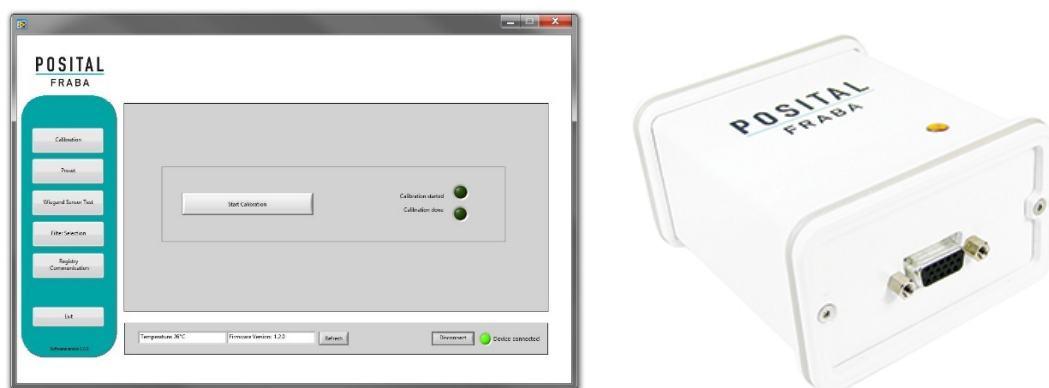 POSITAL
FRABA
Calibration
Preset
Wiegand Sensor Test
Filter Selection
Registry
Communication
Exit
Start Calibration
Calibration started
Calibration done
Temperature 26°C
Firmware Version: 1.2.0
Refresh
Disconnect
Device connected
POSITAL
FRABA